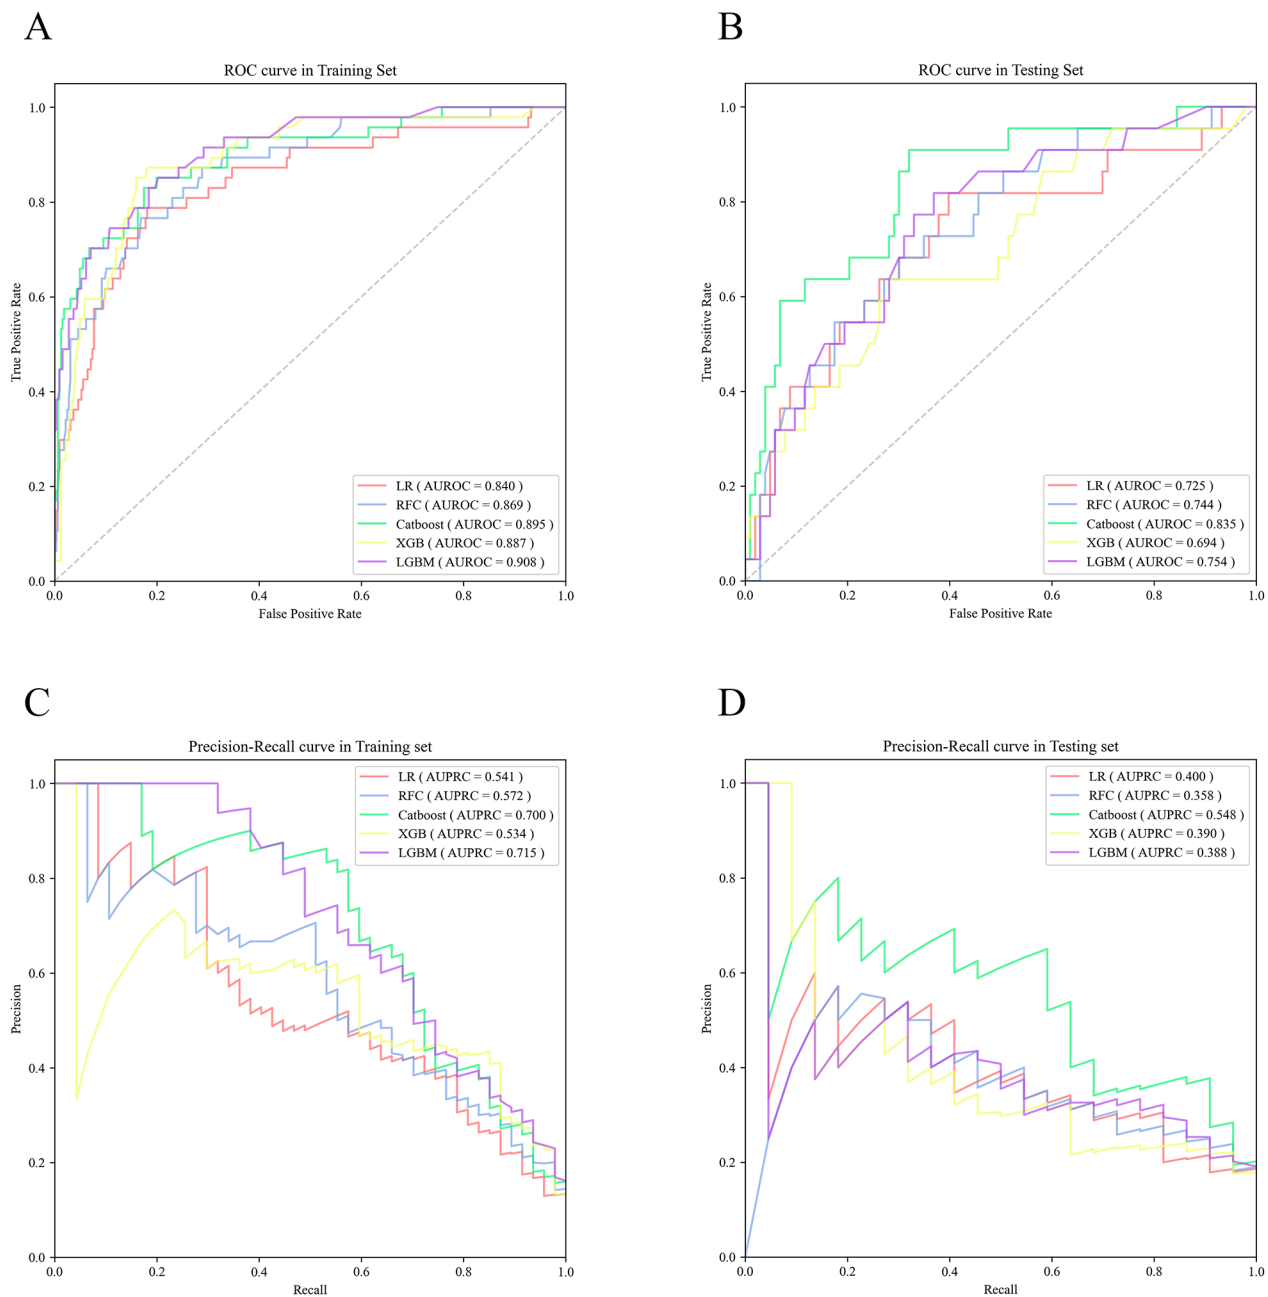 A
ROC curve in Training Set
True Positive Rate
1.0
0.8
0.6
0.4
0.2
0.0
LR ( AUROC = 0.840 )
RFC ( AUROC = 0.869 )
Catboost ( AUROC = 0.895 )
XGB ( AUROC = 0.887 )
LGBM ( AUROC = 0.908 )
0.0 0.2 0.4 0.6 0.8 1.0
False Positive Rate
B
ROC curve in Testing Set
True Positive Rate
1.0
0.8
0.6
0.4
0.2
0.0
LR ( AUROC = 0.725 )
RFC ( AUROC = 0.744 )
Catboost ( AUROC = 0.835 )
XGB ( AUROC = 0.694 )
LGBM ( AUROC = 0.754 )
0.0 0.2 0.4 0.6 0.8 1.0
False Positive Rate
C
Precision-Recall curve in Training set
Precision
1.0
0.8
0.6
0.4
0.2
0.0
LR ( AUPRC = 0.541 )
RFC ( AUPRC = 0.572 )
Catboost ( AUPRC = 0.700 )
XGB ( AUPRC = 0.534 )
LGBM ( AUPRC = 0.715 )
0.0 0.2 0.4 0.6 0.8 1.0
Recall
D
Precision-Recall curve in Testing set
Precision
1.0
0.8
0.6
0.4
0.2
0.0
LR ( AUPRC = 0.400 )
RFC ( AUPRC = 0.358 )
Catboost ( AUPRC = 0.548 )
XGB ( AUPRC = 0.390 )
LGBM ( AUPRC = 0.388 )
0.0 0.2 0.4 0.6 0.8 1.0
Recall